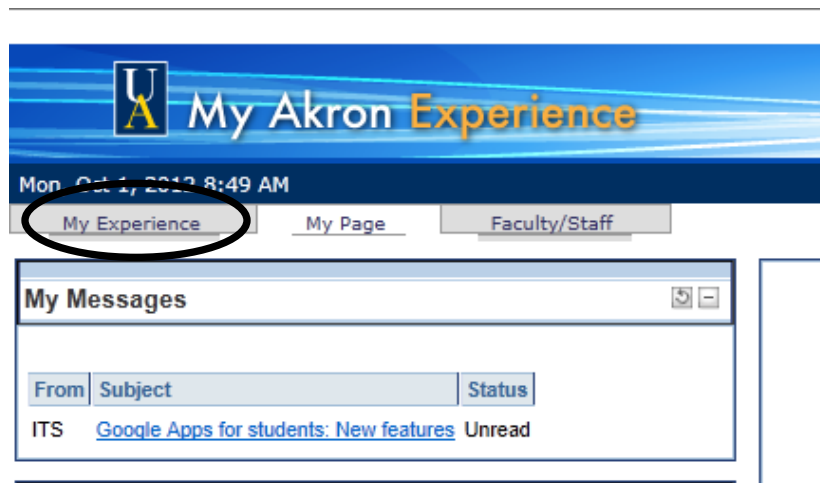 UA My Akron Experience
Mon, Oct 1, 2012 8:49 AM
My Experience My Page Faculty/Staff
My Messages
From Subject Status
ITS Google Apps for students: New features Unread